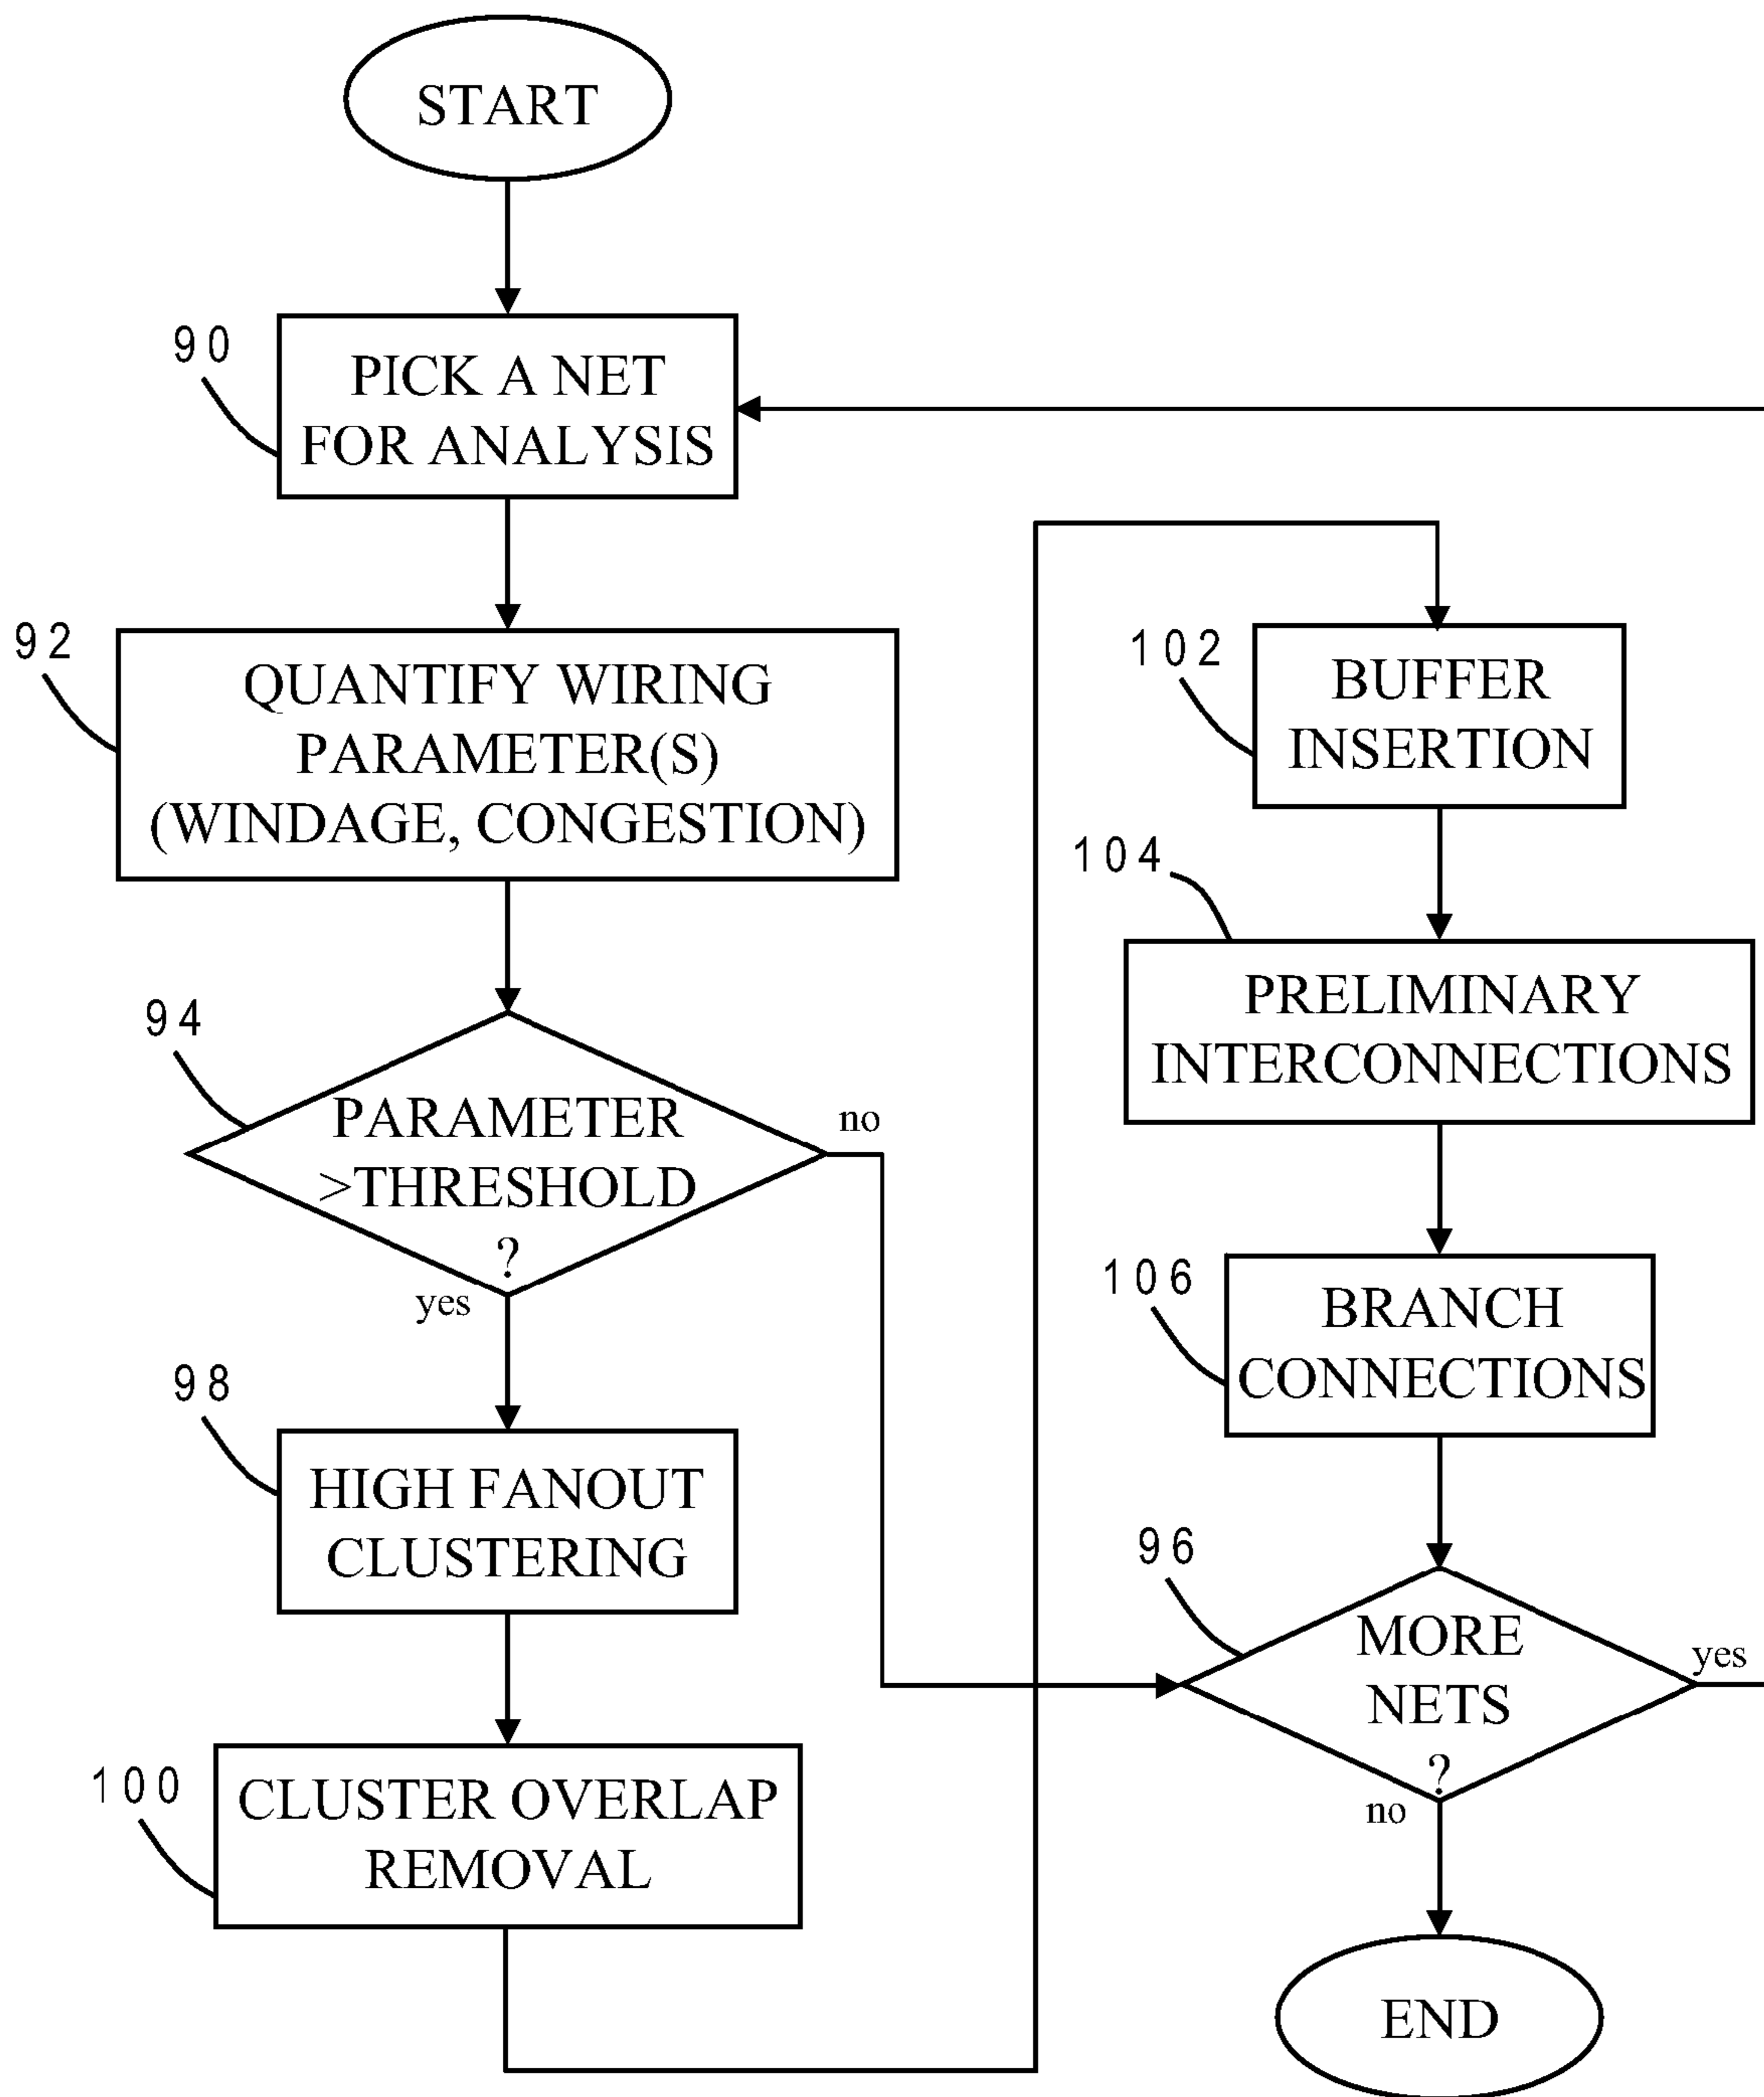 START
90
PICK A NET
FOR ANALYSIS
92
QUANTIFY WIRING
PARAMETER(S)
(WINDAGE, CONGESTION)
94
PARAMETER
>THRESHOLD
?
no
yes
98
HIGH FANOUT
CLUSTERING
100
CLUSTER OVERLAP
REMOVAL
102
BUFFER
INSERTION
104
PRELIMINARY
INTERCONNECTIONS
106
BRANCH
CONNECTIONS
96
MORE
NETS
?
yes
no
END